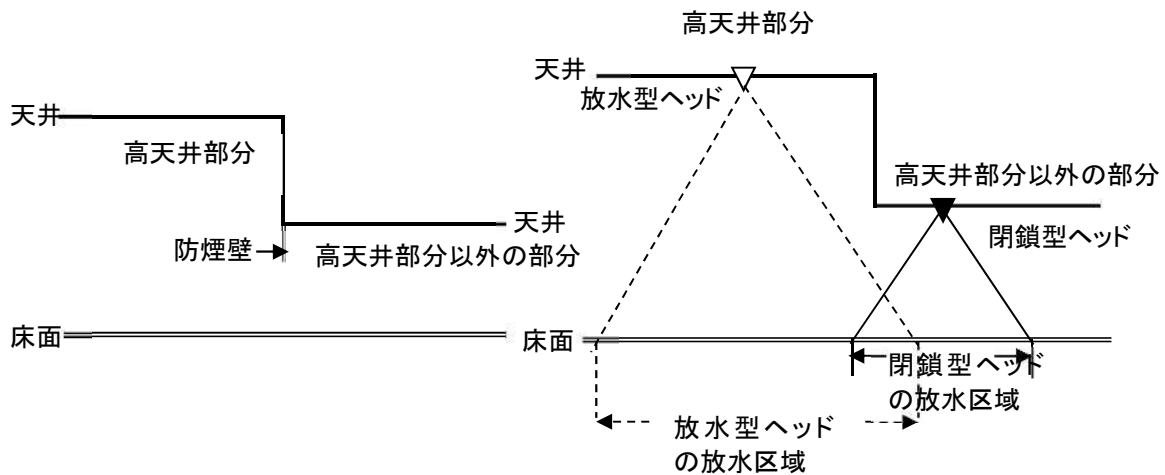 天井
高天井部分
天井
防煙壁
高天井部分以外の部分
床面
高天井部分
天井
放水型ヘッド
高天井部分以外の部分
閉鎖型ヘッド
床面
閉鎖型ヘッド
の放水区域
放水型ヘッド
の放水区域